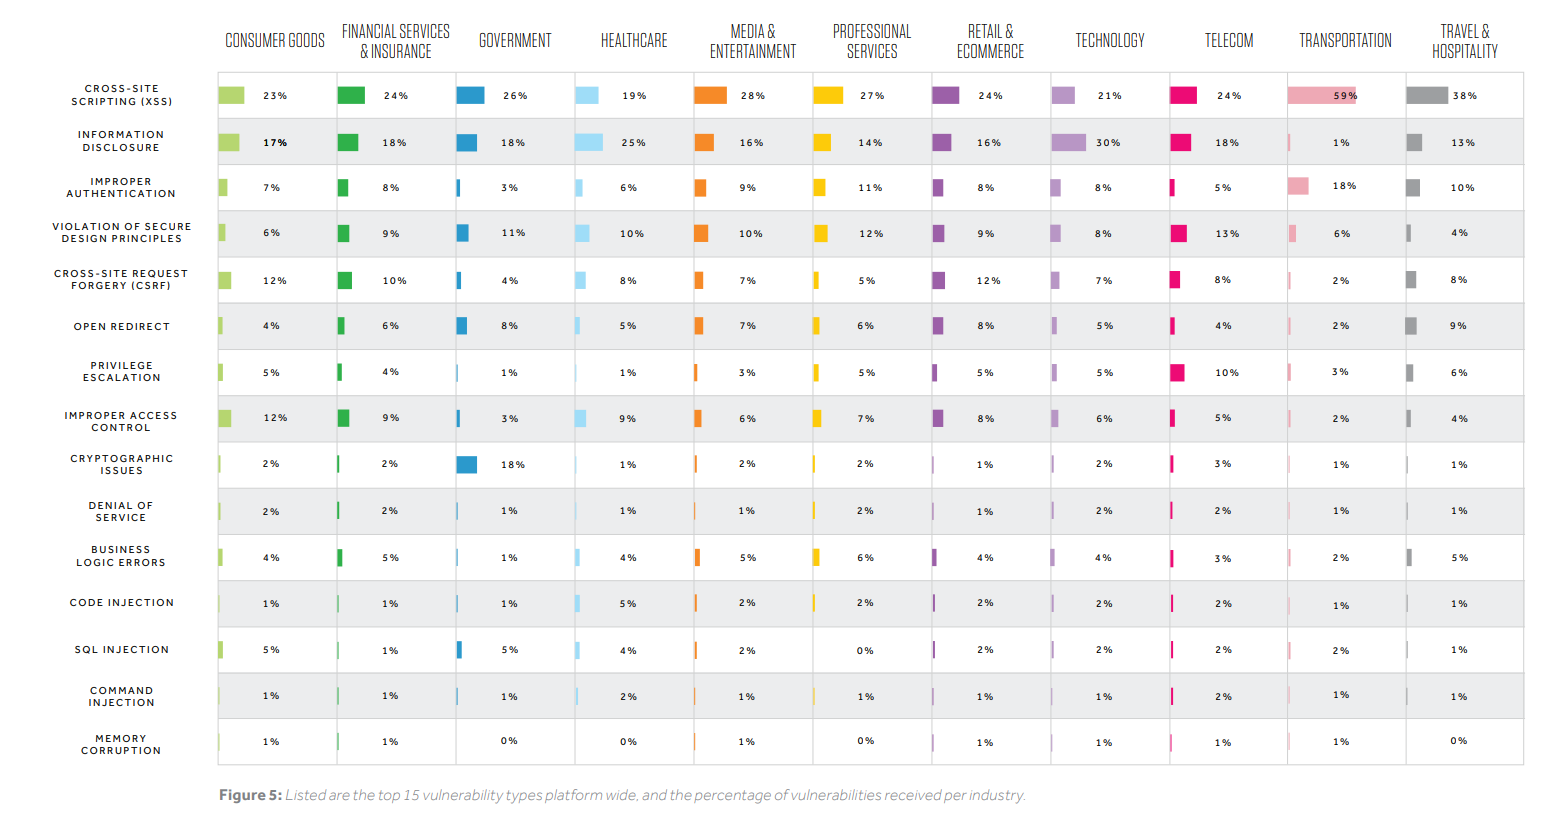 CONSUMER GOODS
FINANCIAL SERVICES
& INSURANCE
GOVERNMENT
HEALTHCARE
MEDIA &
ENTERTAINMENT
PROFESSIONAL
SERVICES
RETAIL &
ECOMMERCE
TECHNOLOGY
TELECOM
TRANSPORTATION
TRAVEL &
HOSPITALITY
CROSS-SITE
SCRIPTING (XSS)
23% 24% 26% 19% 28% 27% 24% 21% 24% 59% 38%
INFORMATION
DISCLOSURE
17% 18% 18% 25% 16% 14% 16% 30% 18% 1% 13%
IMPROPER
AUTHENTICATION
7% 8% 3% 6% 9% 11% 8% 8% 5% 18% 10%
VIOLATION OF SECURE
DESIGN PRINCIPLES
6% 9% 11% 10% 10% 12% 9% 8% 13% 6% 4%
CROSS-SITE REQUEST
FORGERY (CSRF)
12% 10% 4% 8% 7% 5% 12% 7% 8% 2% 8%
OPEN REDIRECT
4% 6% 8% 5% 7% 6% 8% 5% 4% 2% 9%
PRIVILEGE
ESCALATION
5% 4% 1% 1% 3% 5% 5% 5% 10% 3% 6%
IMPROPER ACCESS
CONTROL
12% 9% 3% 9% 6% 7% 8% 6% 5% 2% 4%
CRYPTOGRAPHIC
ISSUES
2% 2% 18% 1% 2% 2% 1% 2% 3% 1% 1%
DENIAL OF
SERVICE
2% 2% 1% 1% 1% 2% 1% 2% 2% 1% 1%
BUSINESS
LOGIC ERRORS
4% 5% 1% 4% 5% 6% 4% 4% 3% 2% 5%
CODE INJECTION
1% 1% 1% 5% 2% 2% 2% 2% 2% 1% 1%
SQL INJECTION
5% 1% 5% 4% 2% 0% 2% 2% 2% 2% 1%
COMMAND
INJECTION
1% 1% 1% 2% 1% 1% 1% 1% 2% 1% 1%
MEMORY
CORRUPTION
1% 1% 0% 0% 1% 0% 1% 1% 1% 1% 0%
Figure 5: Listed are the top 15 vulnerability types platform wide, and the percentage of vulnerabilities received per industry.